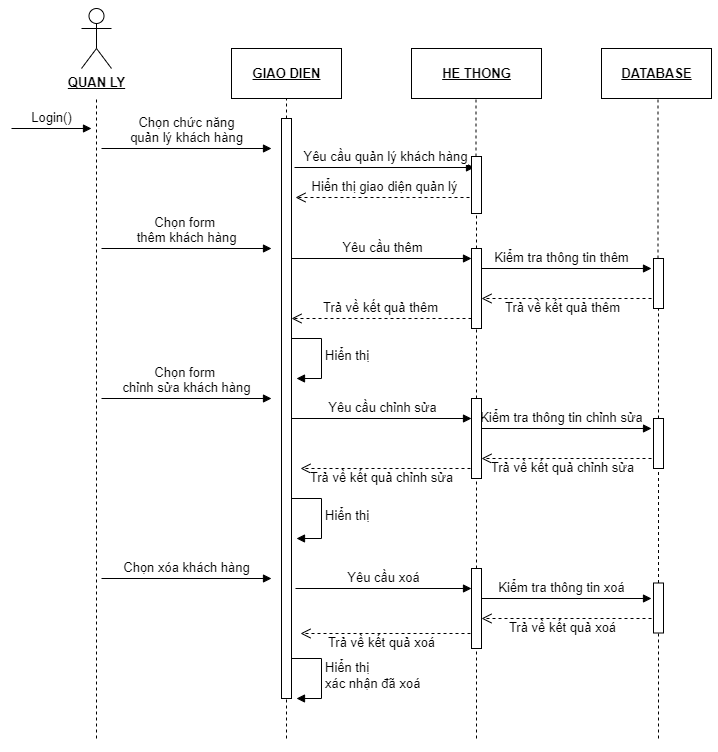 QUAN LY
GIAO DIEN
HE THONG
DATABASE
Login()
Chọn chức năng
quản lý khách hàng
Yêu cầu quản lý khách hàng
Hiển thị giao diện quản lý
Chọn form
thêm khách hàng
Yêu cầu thêm
Kiểm tra thông tin thêm
Trả về kết quả thêm
Trả về kết quả thêm
Hiển thị
Chọn form
chỉnh sửa khách hàng
Yêu cầu chỉnh sửa
Kiểm tra thông tin chỉnh sửa
Trả về kết quả chỉnh sửa
Trả về kết quả chỉnh sửa
Hiển thị
Chọn xóa khách hàng
Yêu cầu xoá
Kiểm tra thông tin xoá
Trả về kết quả xoá
Trả về kết quả xoá
Hiển thị
xác nhận đã xoá